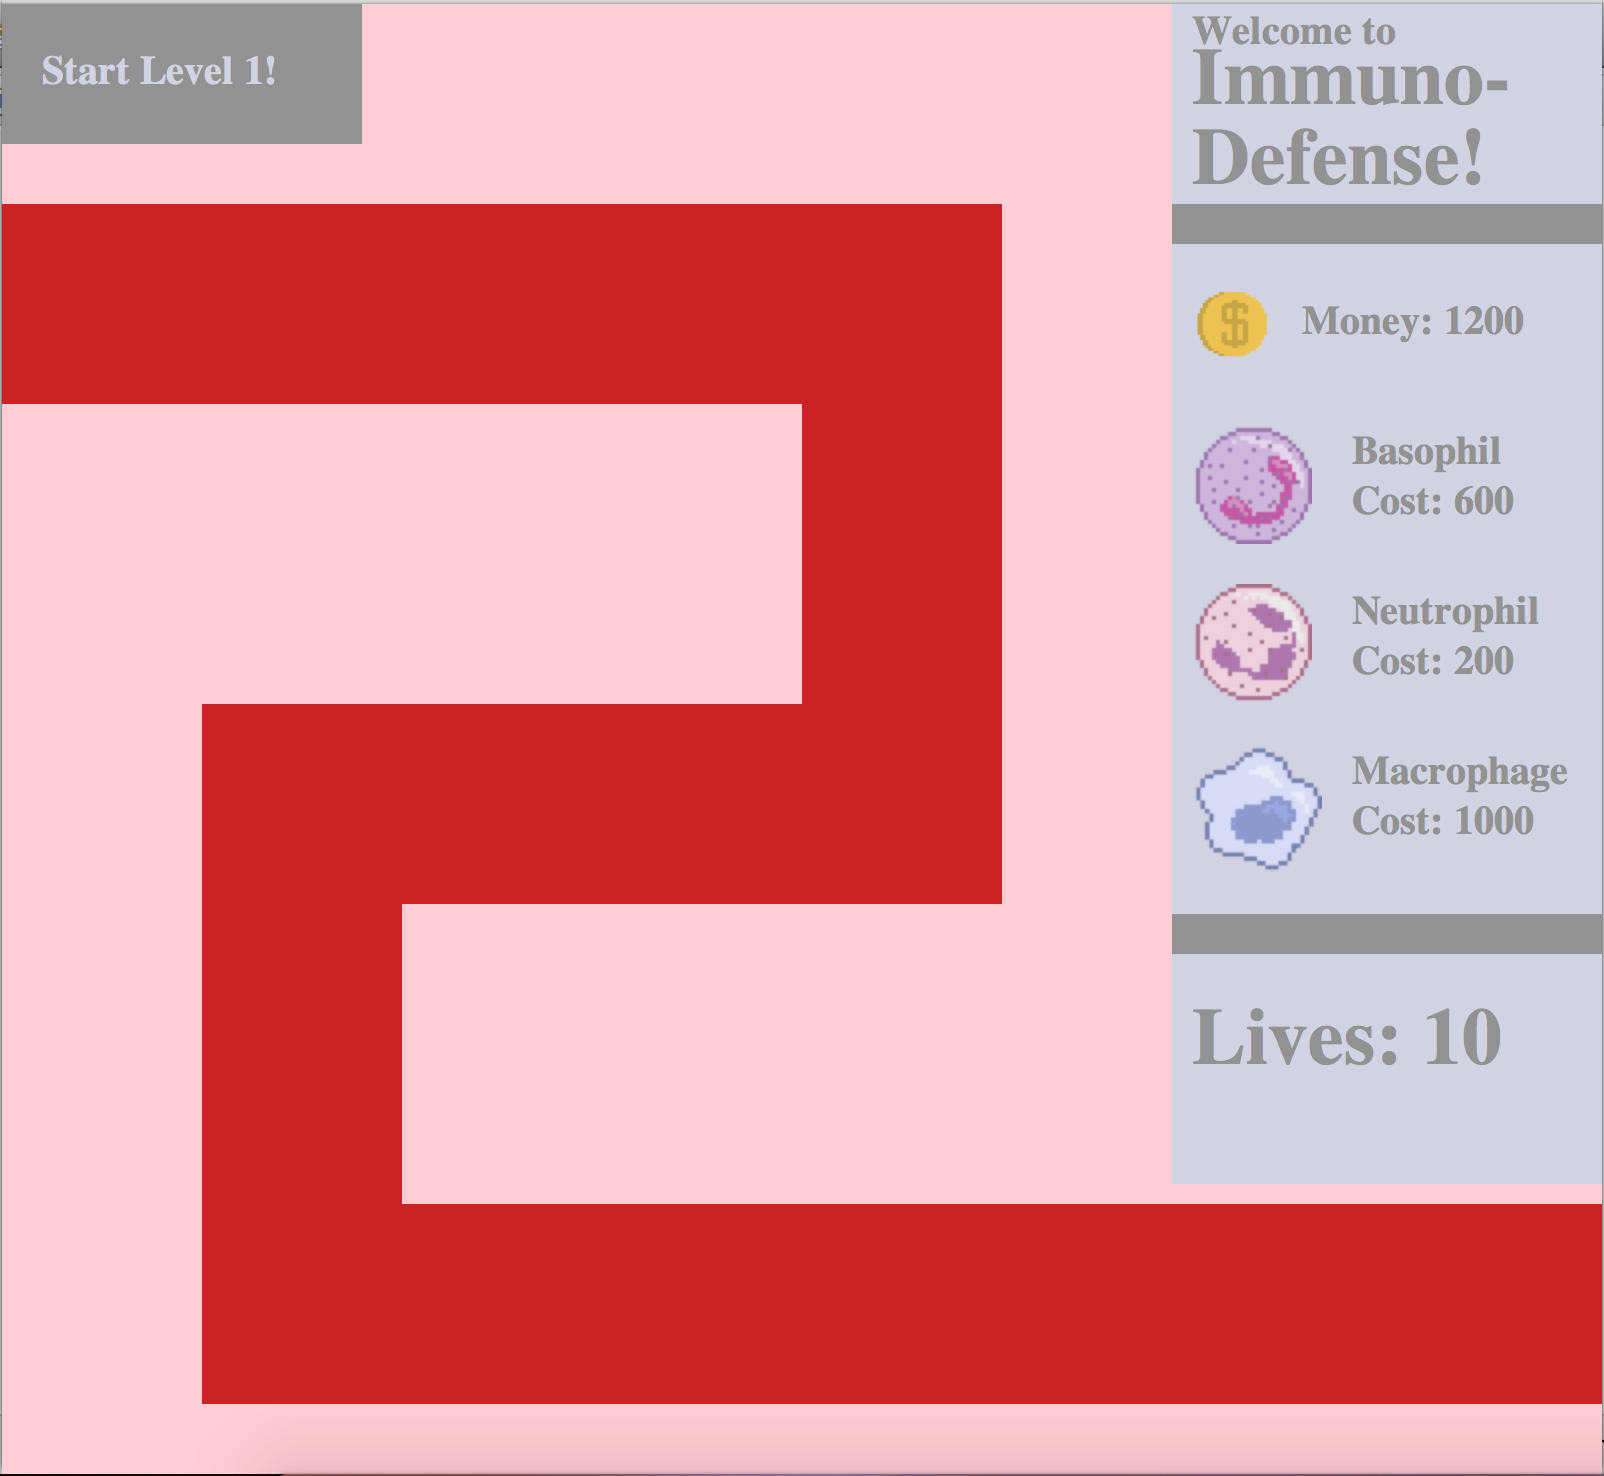 Start Level 1!
Welcome to
Immuno-
Defense!
$ Money: 1200
Basophil
Cost: 600
Neutrophil
Cost: 200
Macrophage
Cost: 1000
Lives: 10